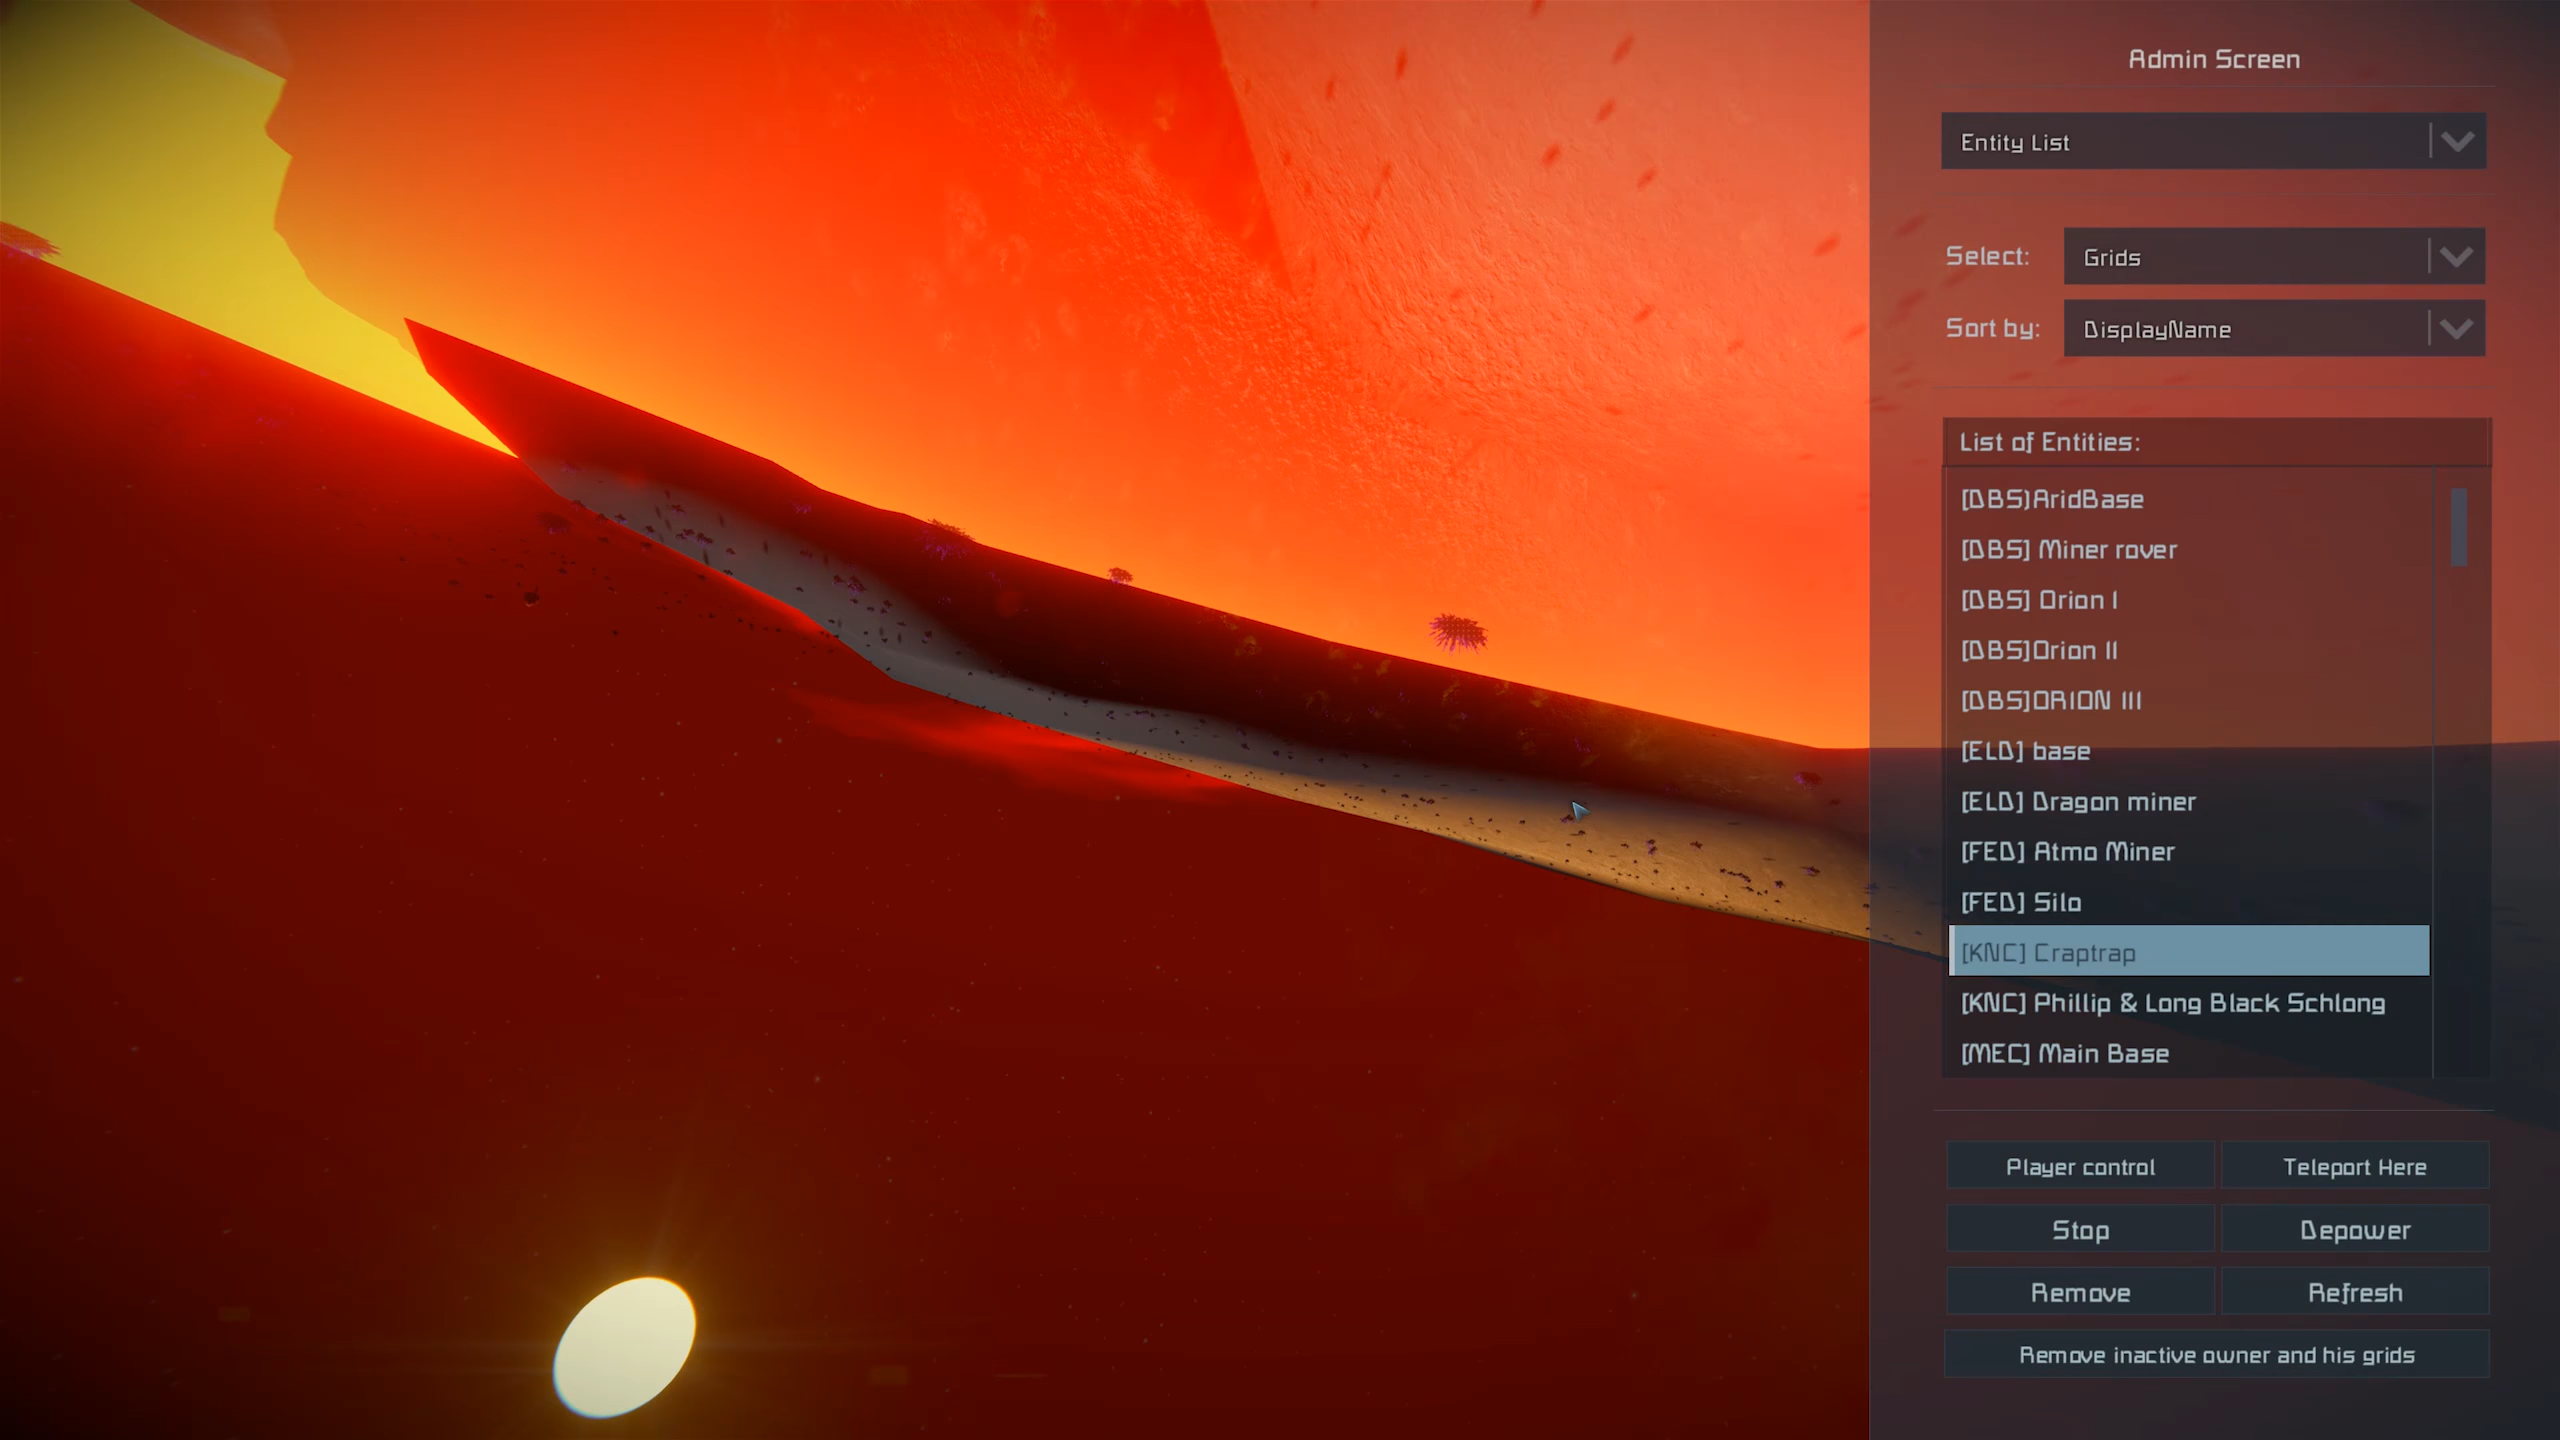 Admin Screen
Entity List
Select: Grids
Sort by: DisplayName
List of Entities:
[DBS]AridBase
[DBS] Miner rover
[DBS] Orion I
[DBS]Orion II
[DBS]ORION III
[ELD] base
[ELD] Dragon miner
[FED] Atmo Miner
[FED] Silo
[KNC] Craptrap
[KNC] Phillip & Long Black Schlong
[MEC] Main Base
Player control Teleport Here
Stop Depower
Remove Refresh
Remove inactive owner and his grids